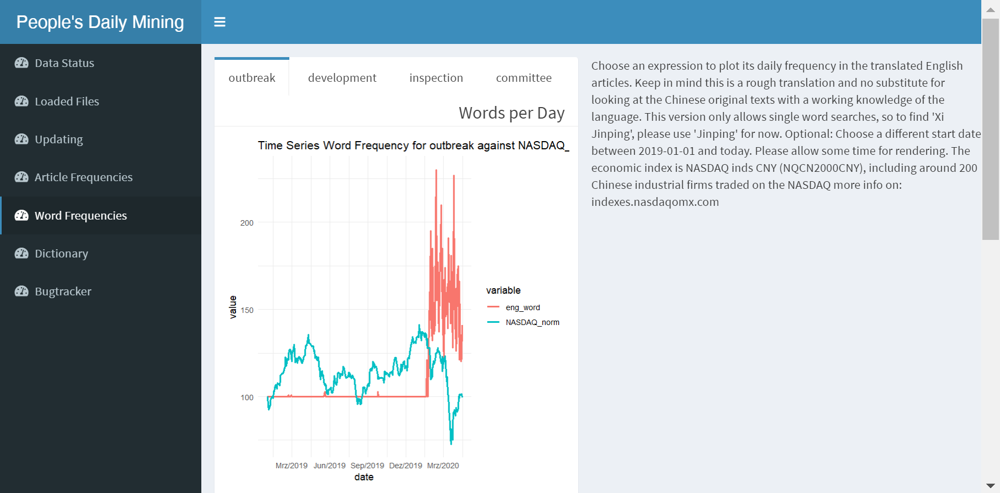 People's Daily Mining
Data Status
Loaded Files
Updating
Article Frequencies
Word Frequencies
Dictionary
Bugtracker
outbreak development inspection committee
Words per Day
Time Series Word Frequency for outbreak against NASDAQ_
200
150
100
value
Mrz/2019 Jun/2019 Sep/2019 Dez/2019 Mrz/2020
date
variable
eng_word
NASDAQ_norm
Choose an expression to plot its daily frequency in the translated English
articles. Keep in mind this is a rough translation and no substitute for
looking at the Chinese original texts with a working knowledge of the
language. This version only allows single word searches, so to find 'Xi
Jinping', please use 'Jinping' for now. Optional: Choose a different start date
between 2019-01-01 and today. Please allow some time for rendering. The
economic index is NASDAQ inds CNY (NQCN2000CNY), including around 200
Chinese industrial firms traded on the NASDAQ more info on:
indexes.nasdaqomx.com